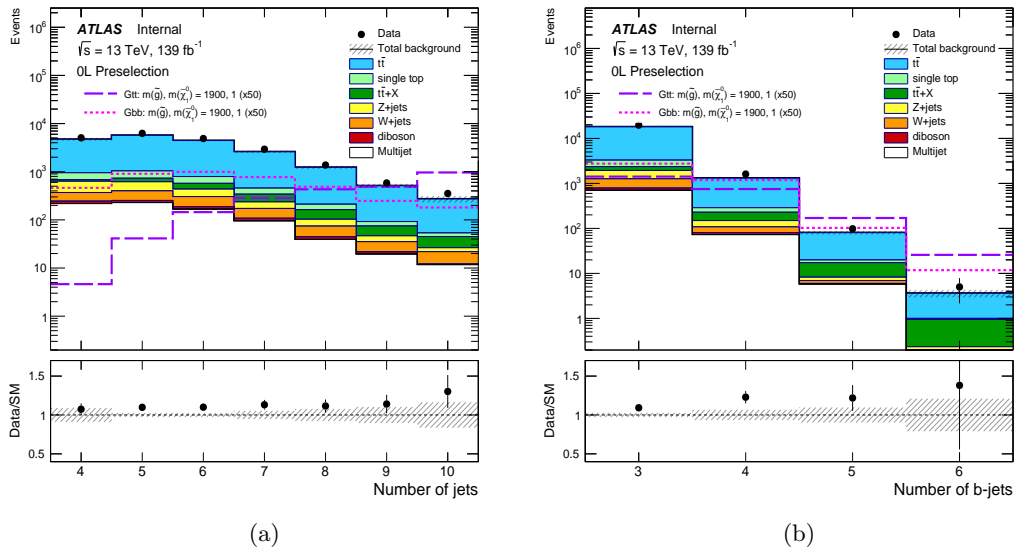 Events
10⁶
10⁵
10⁴
10³
10²
10
1
ATLAS Internal
√s = 13 TeV, 139 fb⁻¹
0L Preselection
Gtt: m(g̃), m(χ̃₁⁰) = 1900, 1 (x50)
Gbb: m(g̃), m(χ̃₁⁰) = 1900, 1 (x50)
Data
Total background
tt̄
single top
tt̄+X
Z+jets
W+jets
diboson
Multijet
Data/SM
1.5
1
0.5
4 5 6 7 8 9 10
Number of jets
(a)
Events
10⁷
10⁶
10⁵
10⁴
10³
10²
10
1
ATLAS Internal
√s = 13 TeV, 139 fb⁻¹
0L Preselection
Gtt: m(g̃), m(χ̃₁⁰) = 1900, 1 (x50)
Gbb: m(g̃), m(χ̃₁⁰) = 1900, 1 (x50)
Data
Total background
tt̄
single top
tt̄+X
Z+jets
W+jets
diboson
Multijet
Data/SM
1.5
1
0.5
3 4 5 6
Number of b-jets
(b)